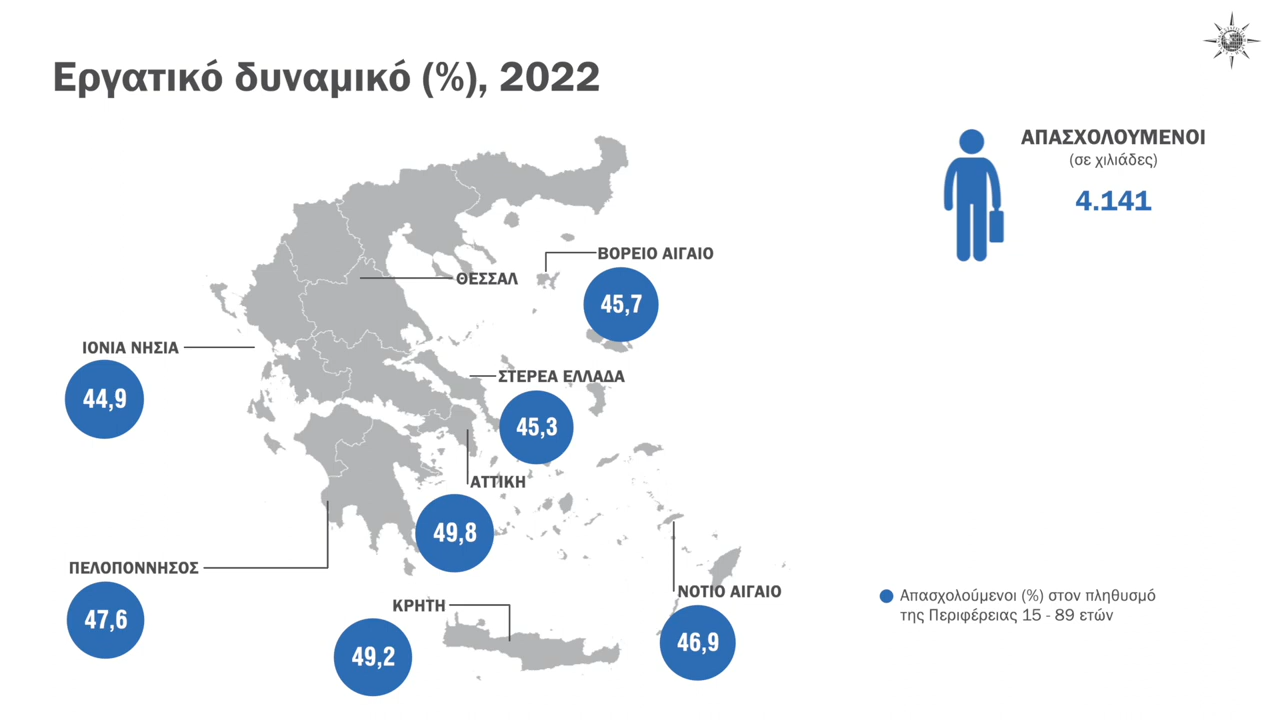 Εργατικό δυναμικό (%), 2022
ΑΠΑΣΧΟΛΟΥΜΕΝΟΙ
(σε χιλιάδες)
4.141
ΒΟΡΕΙΟ ΑΙΓΑΙΟ
45,7
ΘΕΣΣΑΛ
ΙΟΝΙΑ ΝΗΣΙΑ
44,9
ΣΤΕΡΕΑ ΕΛΛΑΔΑ
45,3
ΑΤΤΙΚΗ
49,8
ΠΕΛΟΠΟΝΝΗΣΟΣ
47,6
ΚΡΗΤΗ
49,2
ΝΟΤΙΟ ΑΙΓΑΙΟ
46,9
Απασχολούμενοι (%) στον πληθυσμό
της Περιφέρειας 15 - 89 ετών